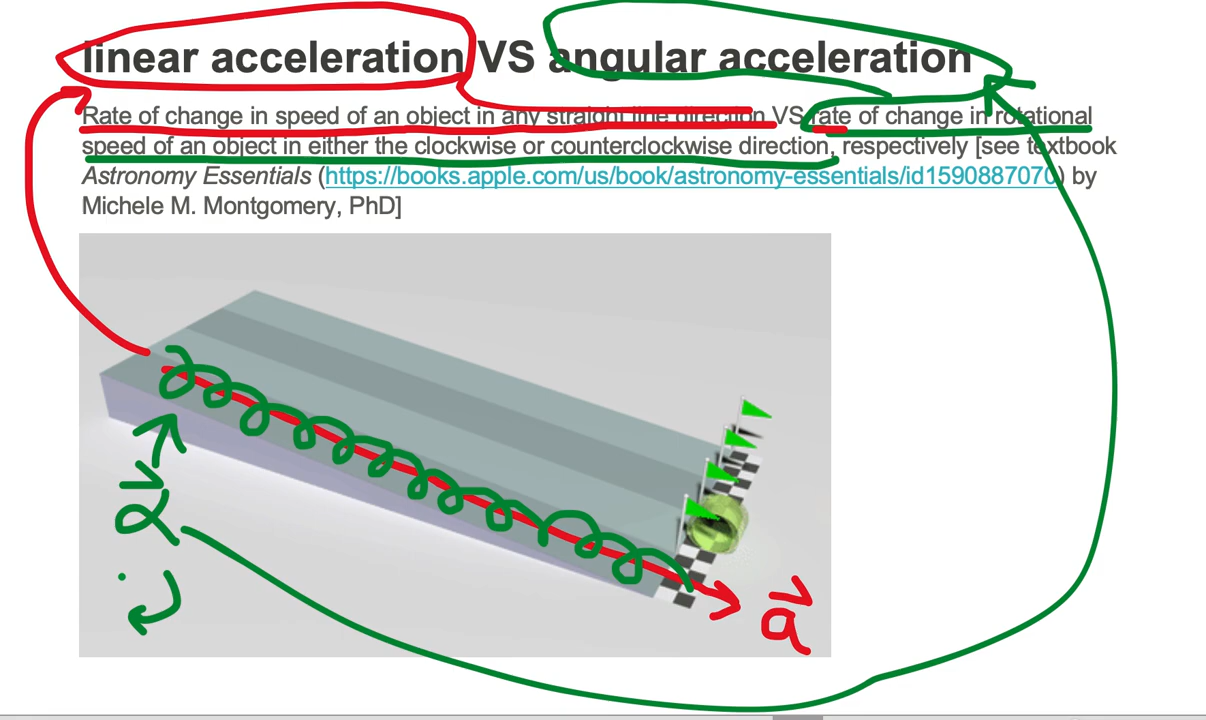 linear acceleration VS angular acceleration
Rate of change in speed of an object in any straight line direction VS rate of change in rotational
speed of an object in either the clockwise or counterclockwise direction, respectively [see textbook
Astronomy Essentials (https://books.apple.com/us/book/astronomy-essentials/id1590887070) by
Michele M. Montgomery, PhD]
α
a